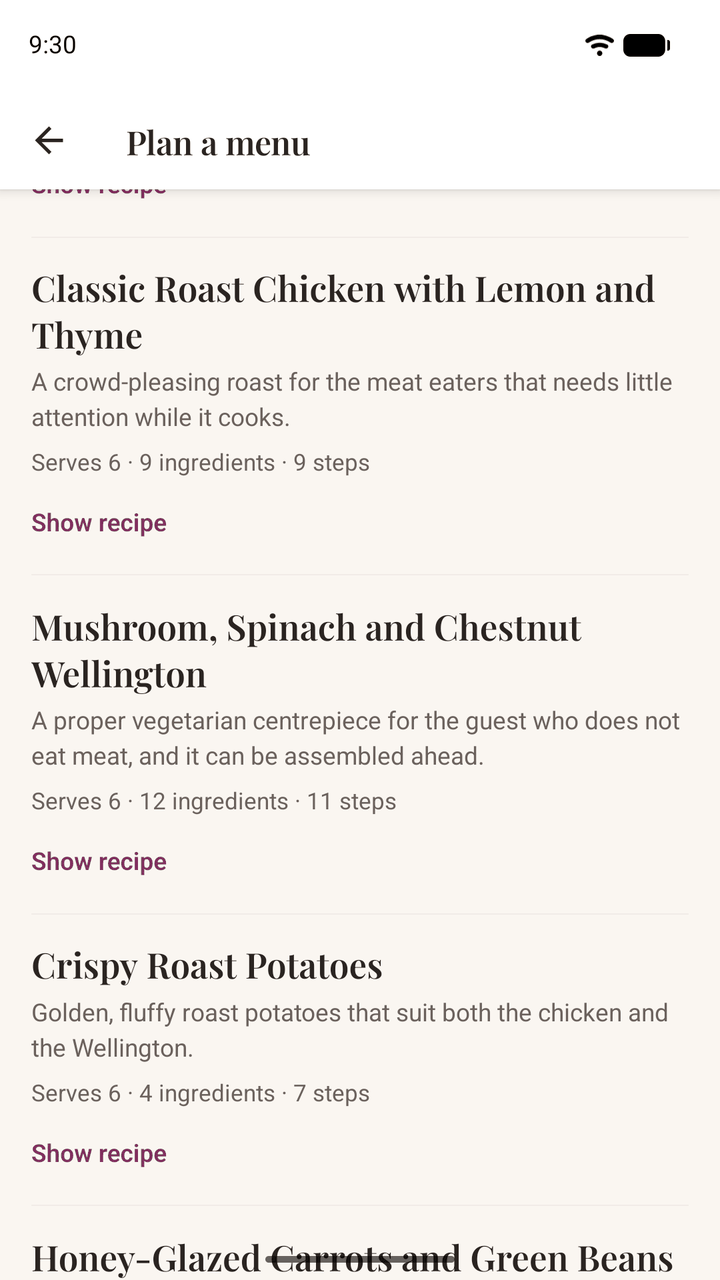 9:30
Plan a menu
Show recipe
Classic Roast Chicken with Lemon and
Thyme
A crowd-pleasing roast for the meat eaters that needs little
attention while it cooks.
Serves 6 · 9 ingredients · 9 steps
Show recipe
Mushroom, Spinach and Chestnut
Wellington
A proper vegetarian centrepiece for the guest who does not
eat meat, and it can be assembled ahead.
Serves 6 · 12 ingredients · 11 steps
Show recipe
Crispy Roast Potatoes
Golden, fluffy roast potatoes that suit both the chicken and
the Wellington.
Serves 6 · 4 ingredients · 7 steps
Show recipe
Honey-Glazed Carrots and Green Beans